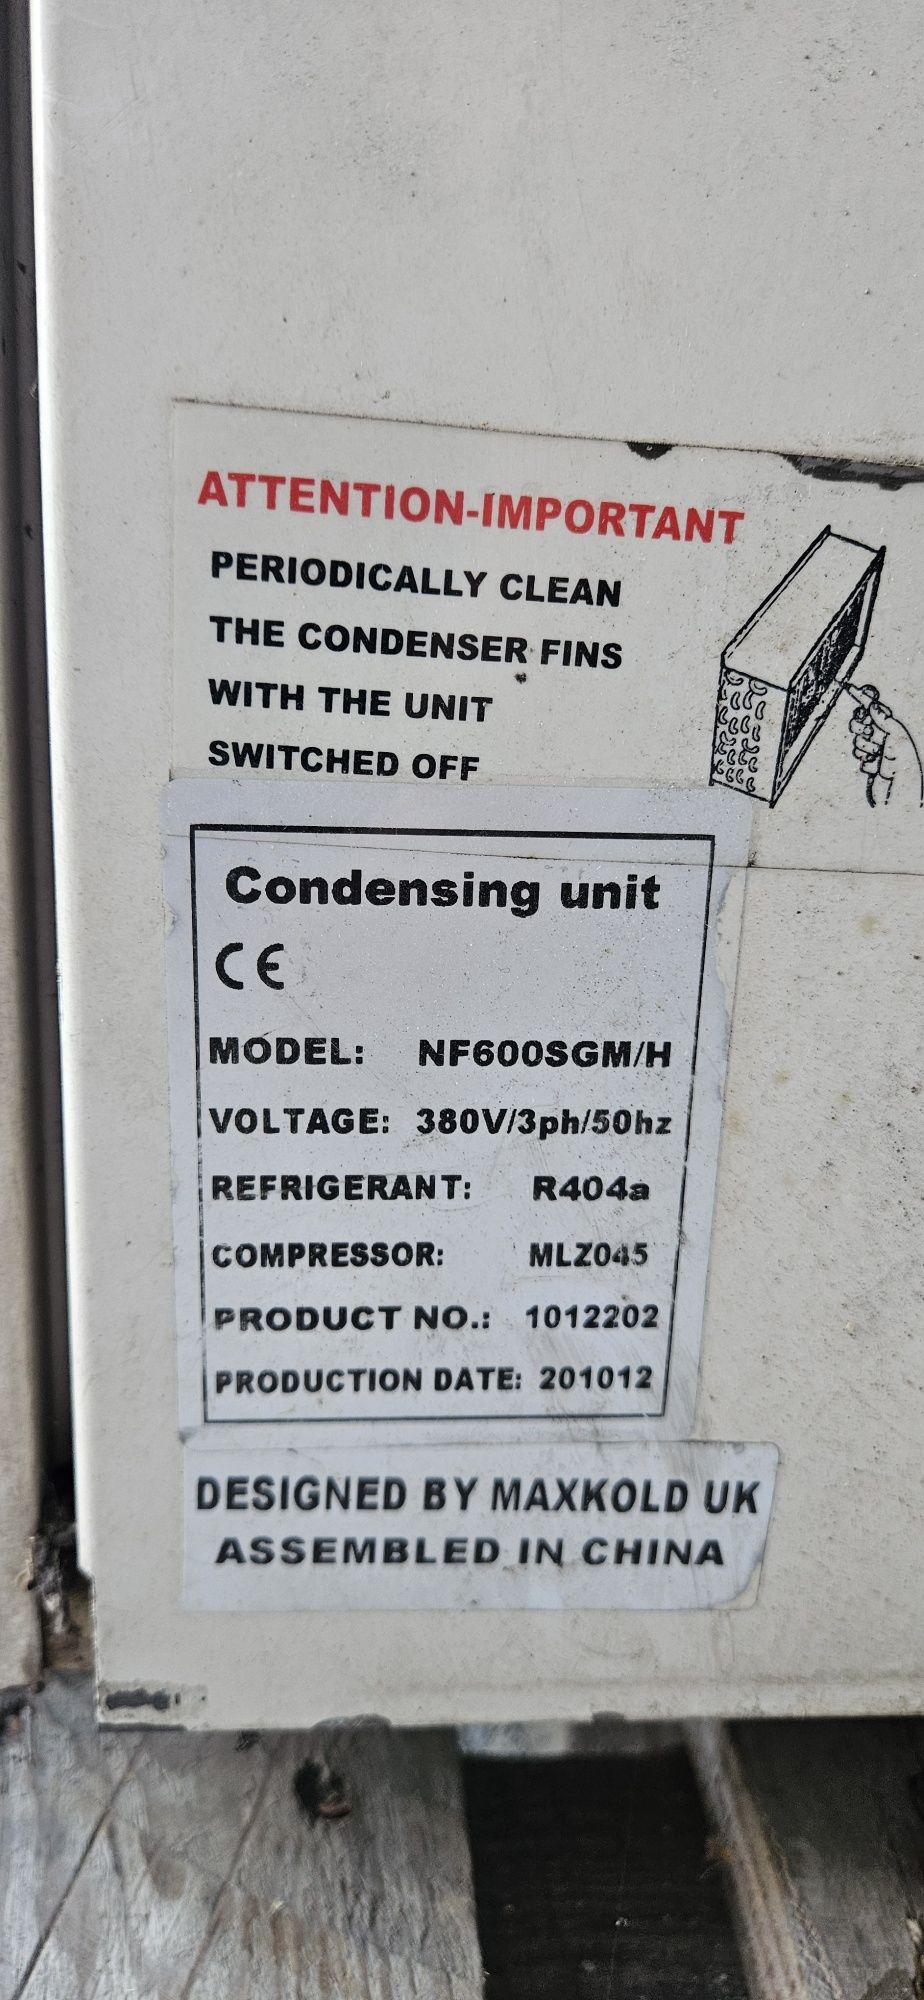 ATTENTION-IMPORTANT
PERIODICALLY CLEAN
THE CONDENSER FINS
WITH THE UNIT
SWITCHED OFF
Condensing unit
CE
MODEL: NF600SGM/H
VOLTAGE: 380V/3ph/50hz
REFRIGERANT: R404a
COMPRESSOR: MLZ045
PRODUCT NO.: 1012202
PRODUCTION DATE: 201012
DESIGNED BY MAXKOLD UK
ASSEMBLED IN CHINA